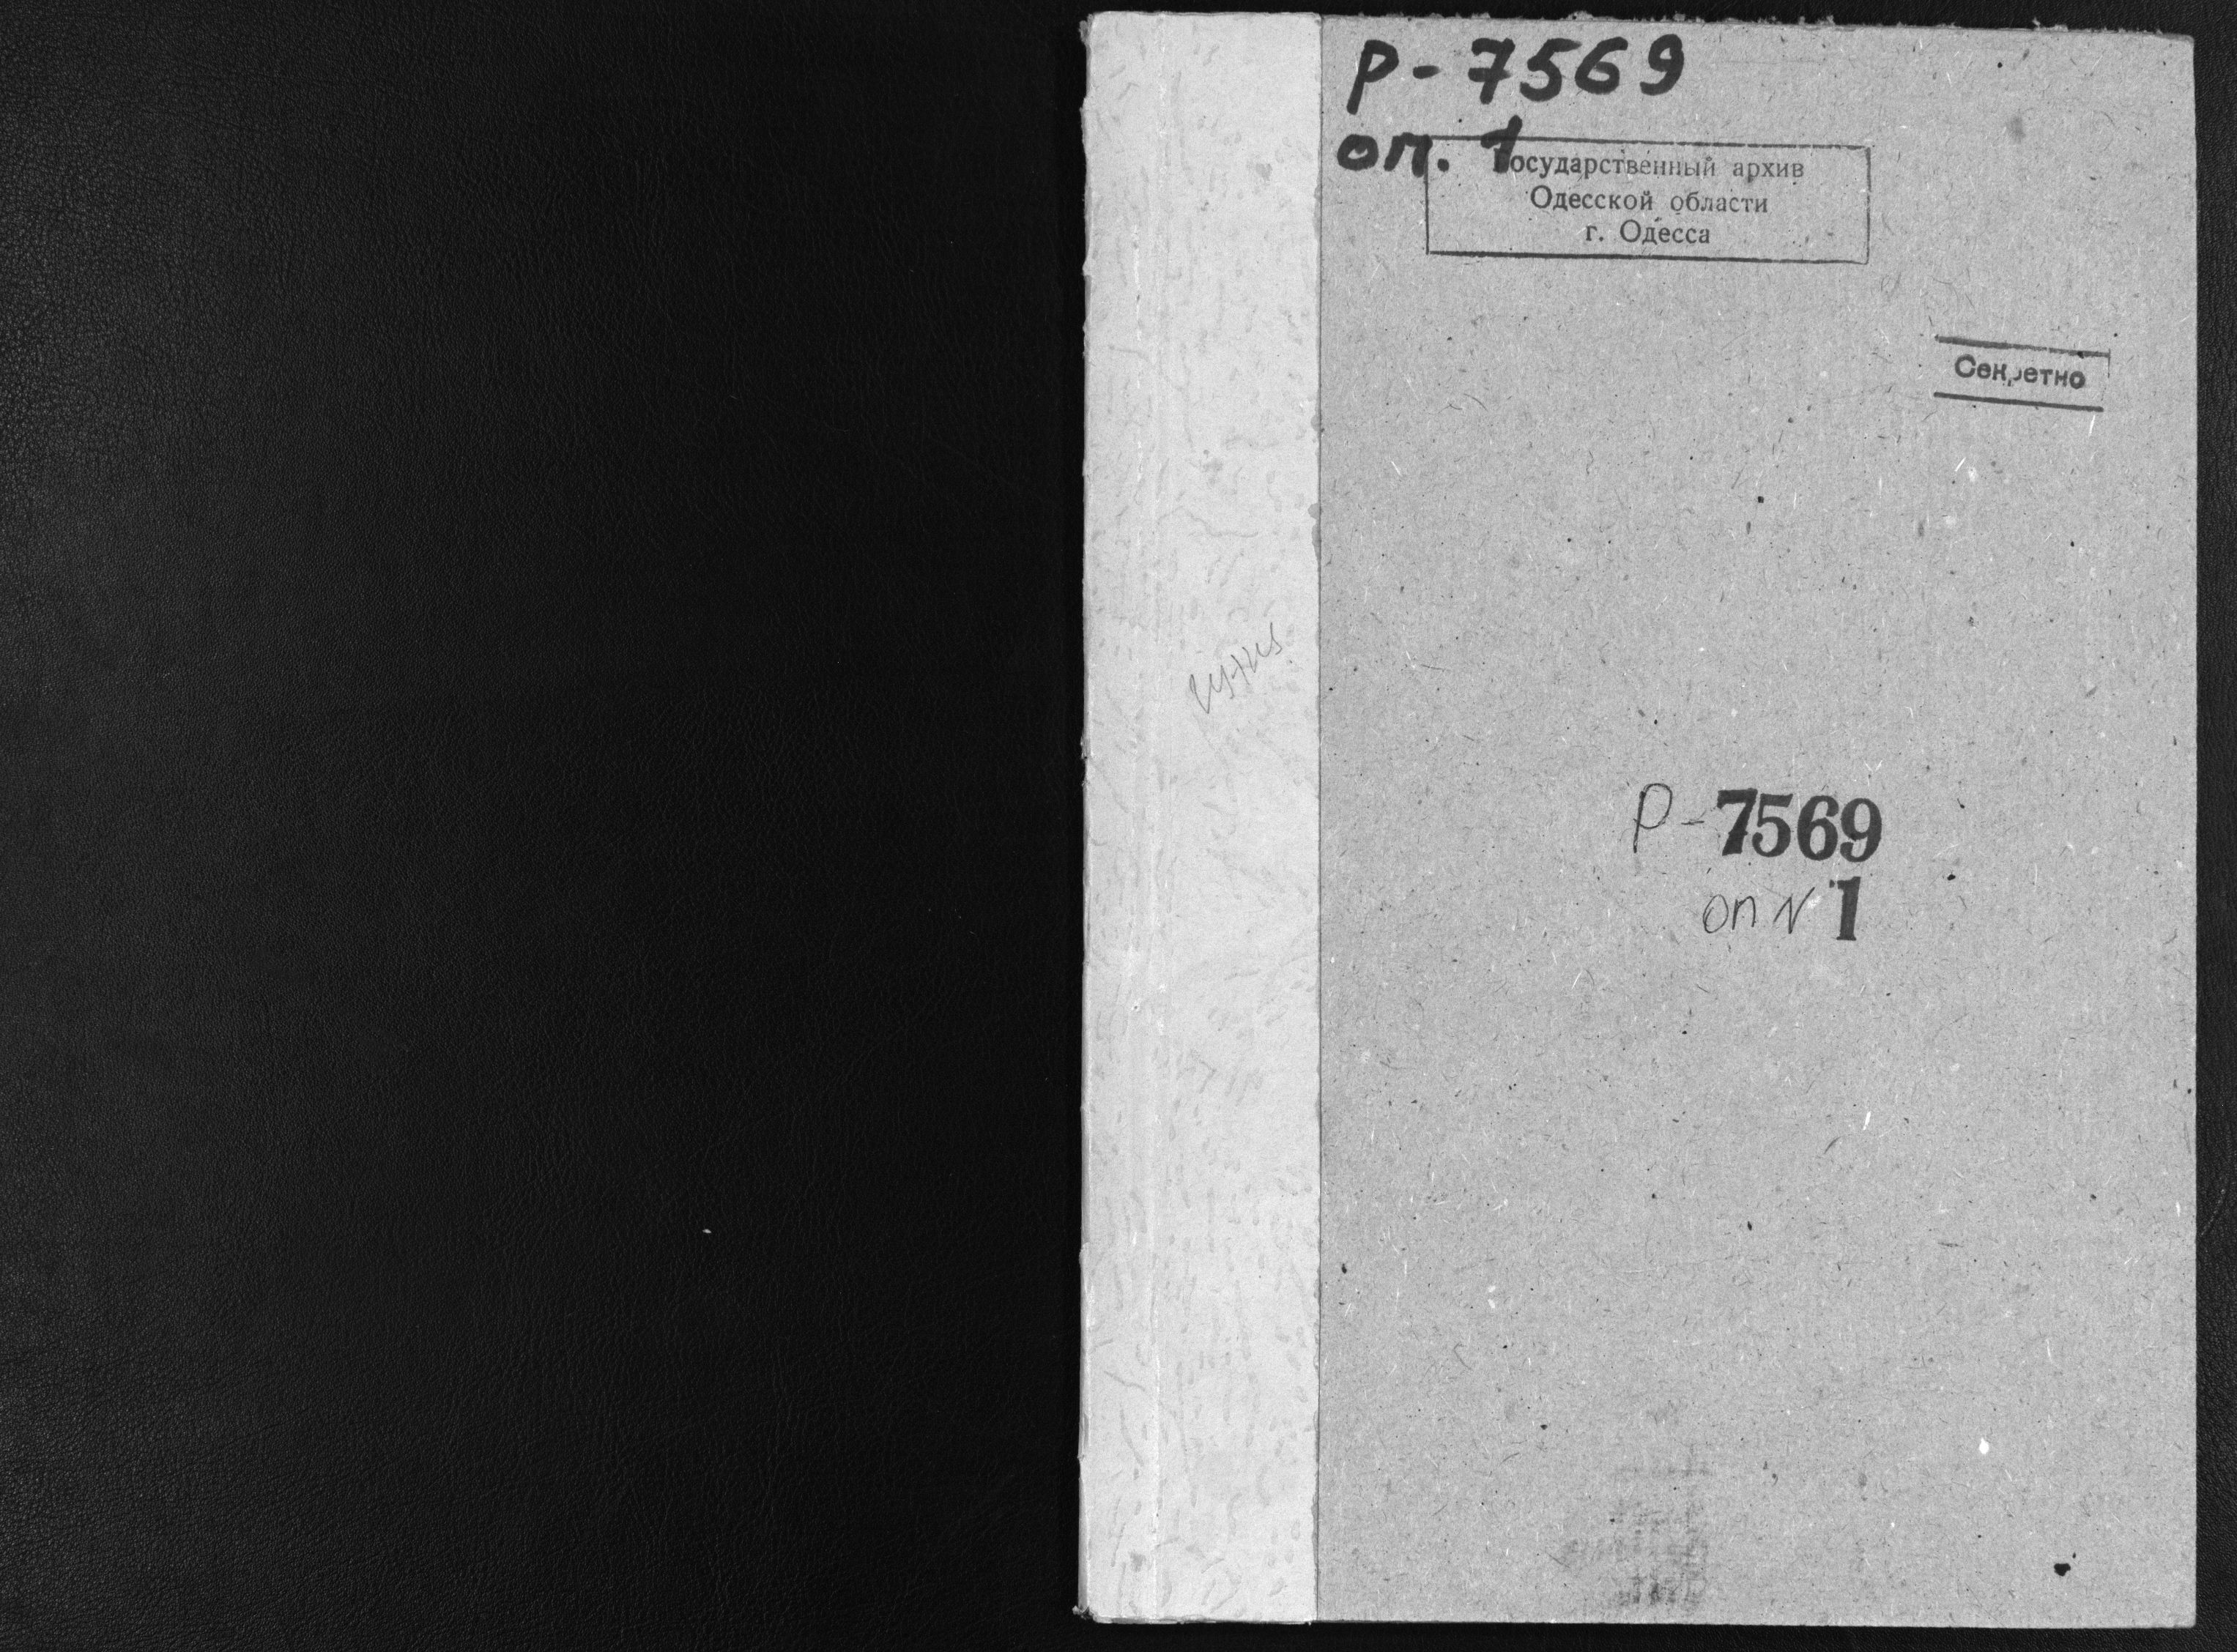 Р-7569
оп. 1
Государственный архив
Одесской области
г. Одесса
Секретно
Р-7569
оп N 1